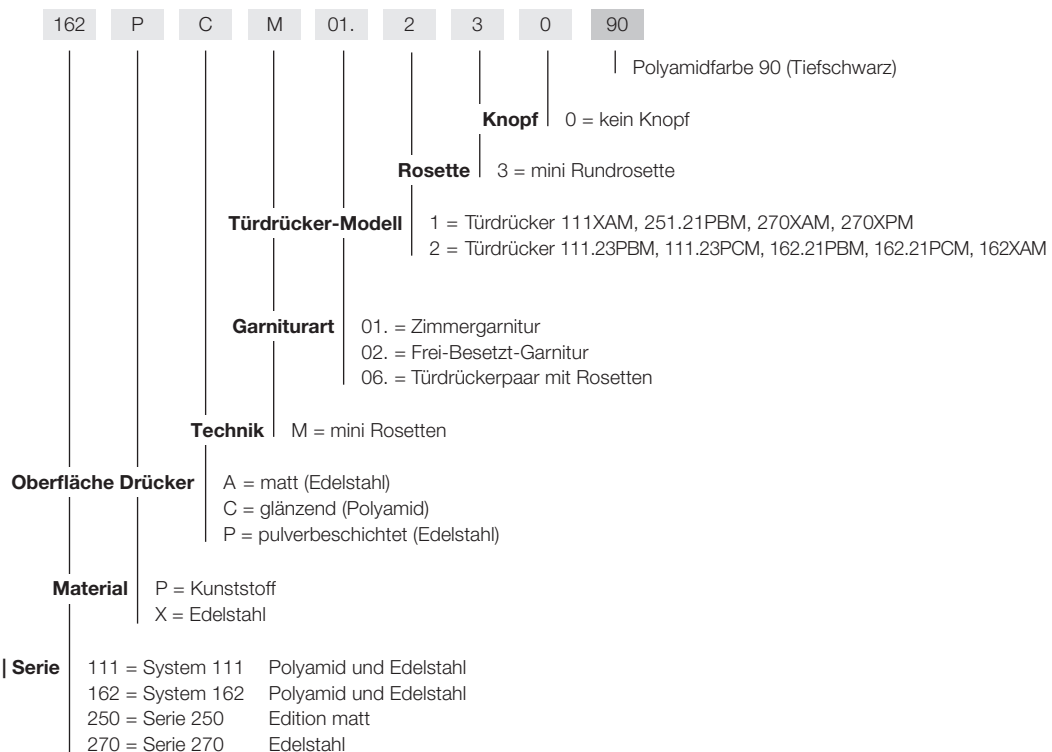 162 P C M 01. 2 3 0 90
Polyamidfarbe 90 (Tiefschwarz)
Knopf 0 = kein Knopf
Rosette 3 = mini Rundrosette
Türdrücker-Modell 1 = Türdrücker 111XAM, 251.21PBM, 270XAM, 270XPM
2 = Türdrücker 111.23PBM, 111.23PCM, 162.21PBM, 162.21PCM, 162XAM
Garniturart 01. = Zimmergarnitur
02. = Frei-Besetzt-Garnitur
06. = Türdrückerpaar mit Rosetten
Technik M = mini Rosetten
Oberfläche Drücker A = matt (Edelstahl)
C = glänzend (Polyamid)
P = pulverbeschichtet (Edelstahl)
Material P = Kunststoff
X = Edelstahl
| Serie 111 = System 111 Polyamid und Edelstahl
162 = System 162 Polyamid und Edelstahl
250 = Serie 250 Edition matt
270 = Serie 270 Edelstahl